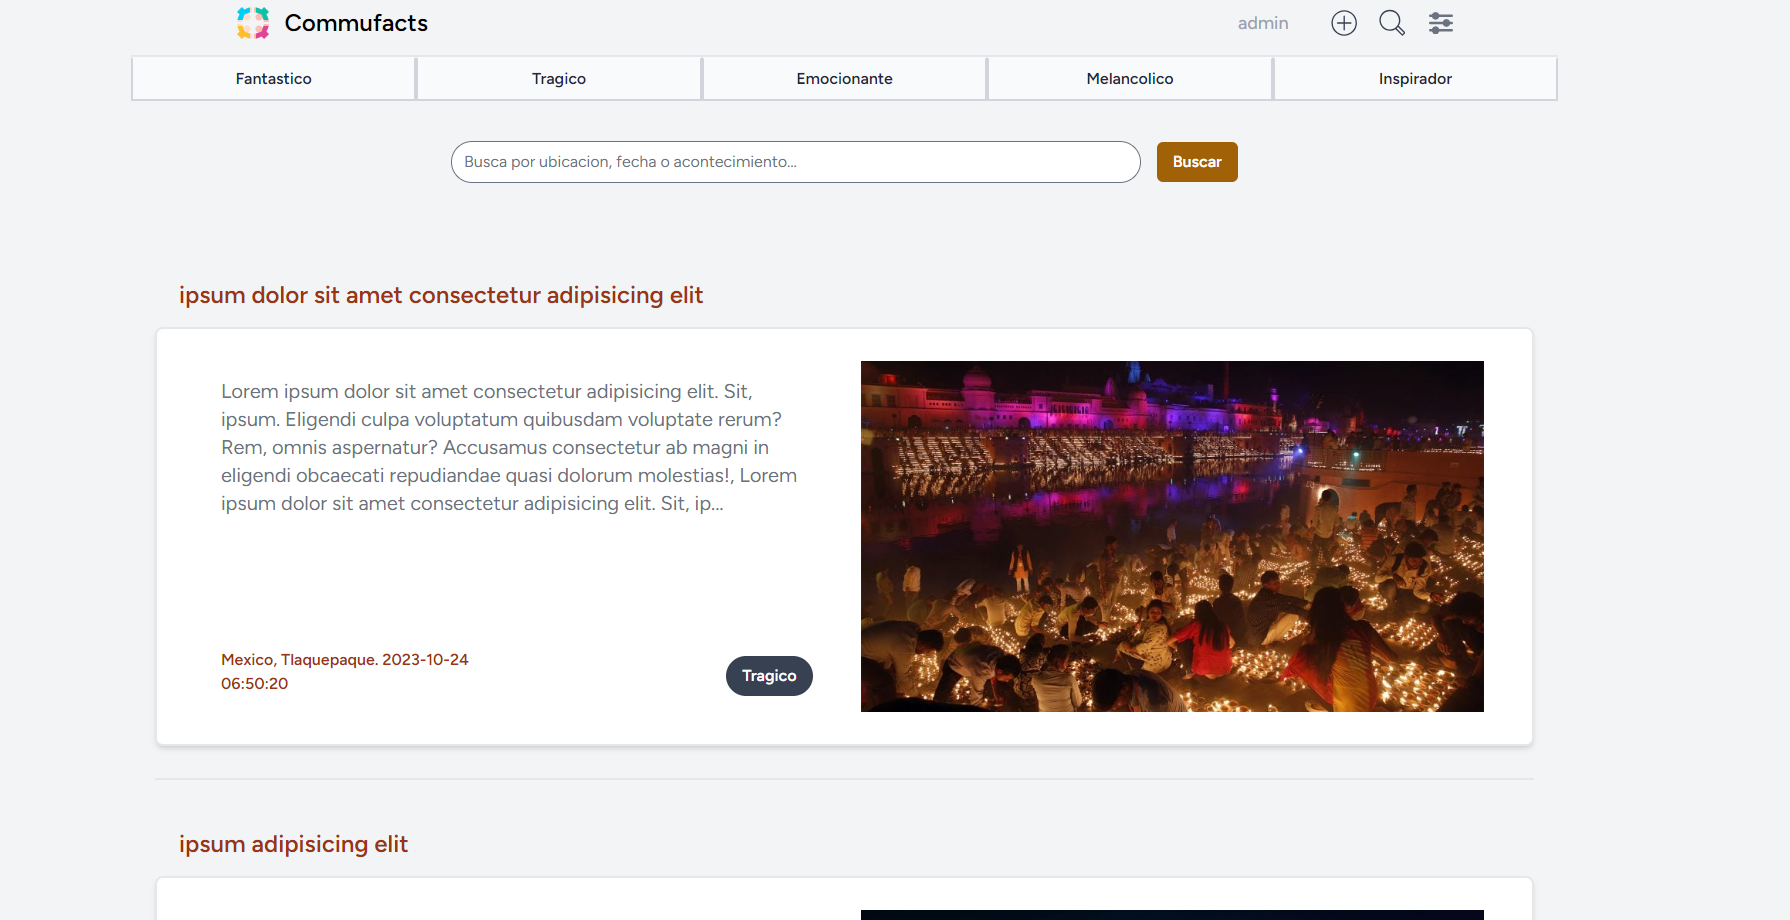 Commufacts
admin
Fantastico
Tragico
Emocionante
Melancolico
Inspirador
Busca por ubicacion, fecha o acontecimiento...
Buscar
ipsum dolor sit amet consectetur adipisicing elit
Lorem ipsum dolor sit amet consectetur adipisicing elit. Sit,
ipsum. Eligendi culpa voluptatum quibusdam voluptate rerum?
Rem, omnis aspernatur? Accusamus consectetur ab magni in
eligendi obcaecati repudiandae quasi dolorum molestias!, Lorem
ipsum dolor sit amet consectetur adipisicing elit. Sit, ip...
Mexico, Tlaquepaque. 2023-10-24
06:50:20
Tragico
ipsum adipisicing elit